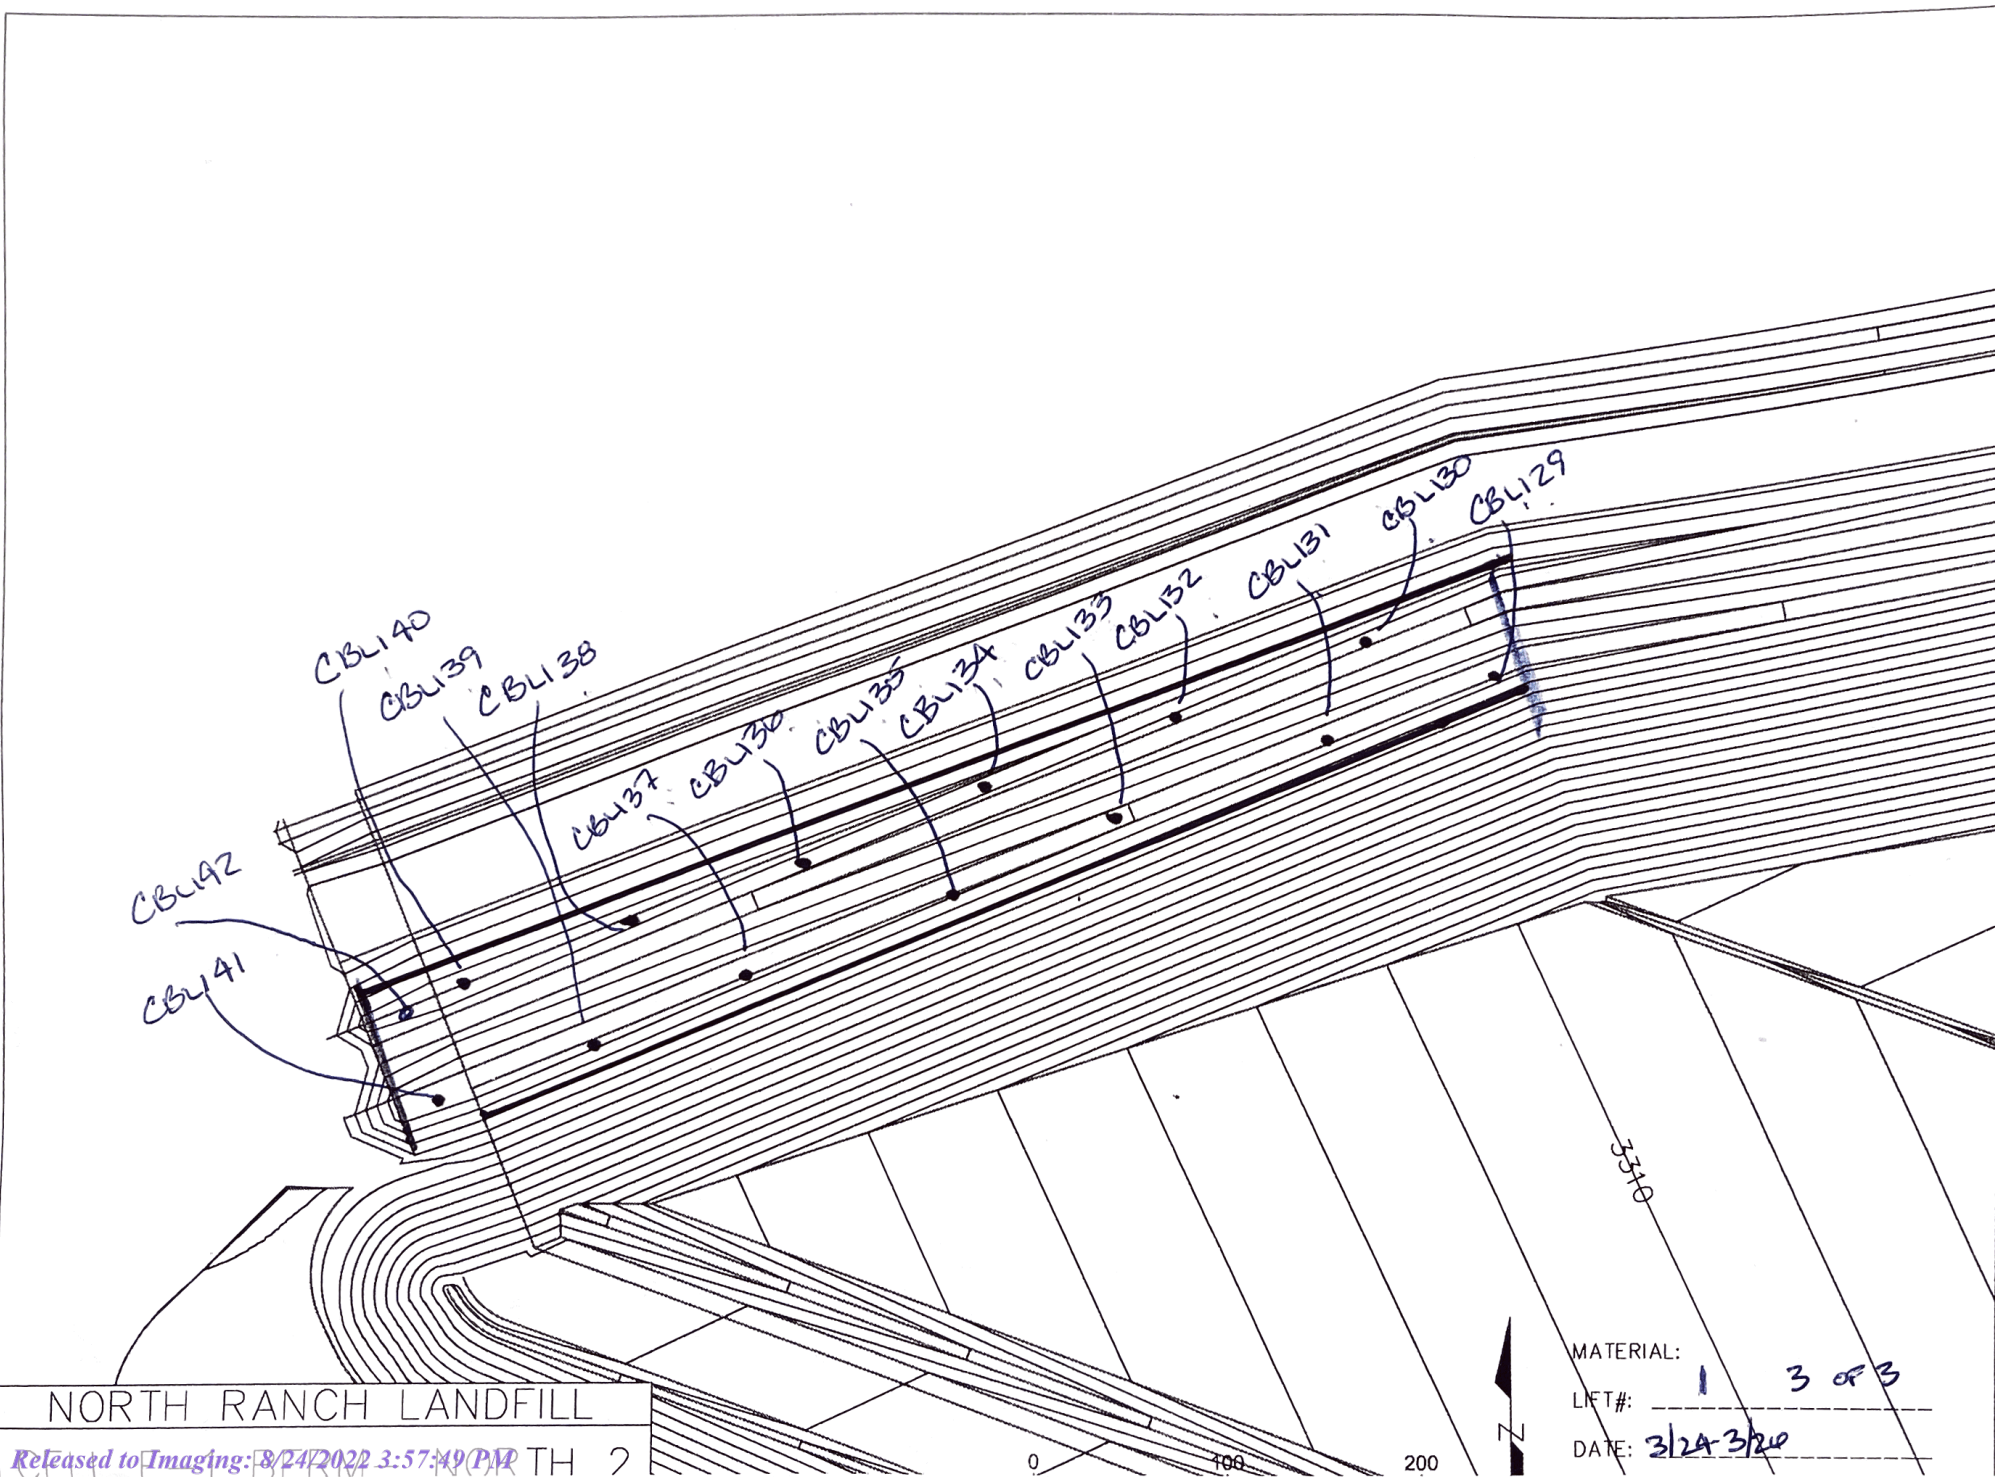 CBL130
CBL129
CBL131
CBL132
CBL133
CBL134
CBL135
CBL136
CBL137
CBL138
CBL139
CBL140
CBL142
CBL141
3310
MATERIAL:
LIFT#: 1 3 OF 3
DATE: 3/24-3/26
N
0 100 200
NORTH RANCH LANDFILL
Released to Imaging: 8/24/2022 3:57:49 PM
NORTH 2